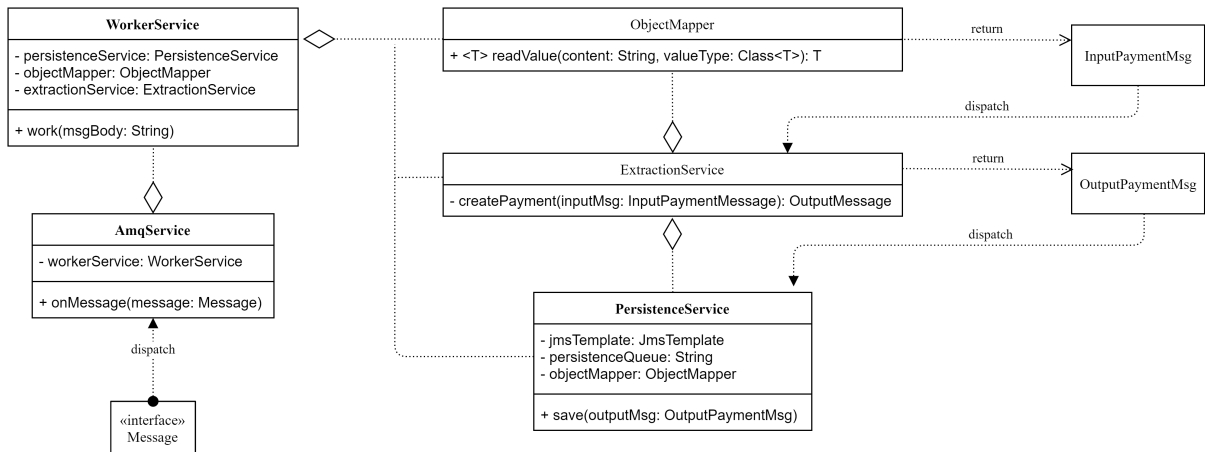 WorkerService
- persistenceService: PersistenceService
- objectMapper: ObjectMapper
- extractionService: ExtractionService
+ work(msgBody: String)
AmqService
- workerService: WorkerService
+ onMessage(message: Message)
dispatch
«interface»
Message
ObjectMapper
+ <T> readValue(content: String, valueType: Class<T>): T
return
InputPaymentMsg
dispatch
ExtractionService
- createPayment(inputMsg: InputPaymentMessage): OutputMessage
return
OutputPaymentMsg
dispatch
PersistenceService
- jmsTemplate: JmsTemplate
- persistenceQueue: String
- objectMapper: ObjectMapper
+ save(outputMsg: OutputPaymentMsg)